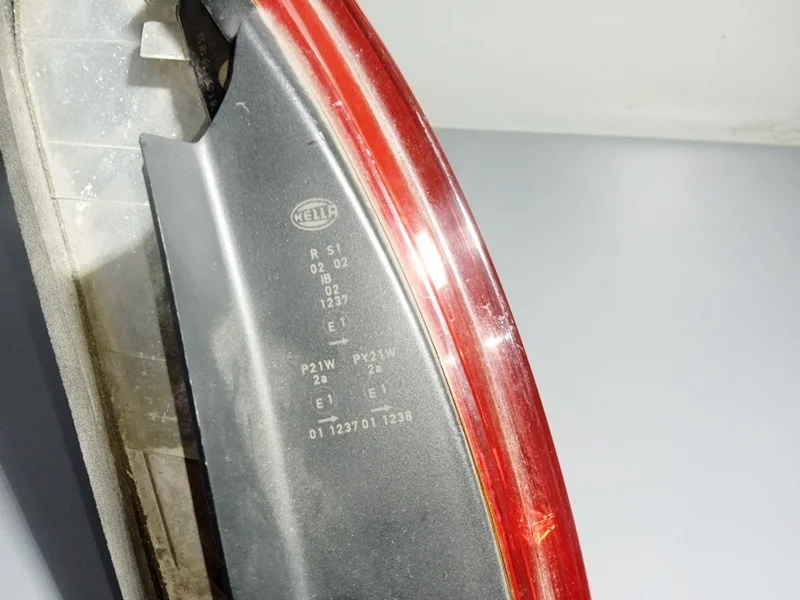 HELLA
R S1
02 02
IB
02
1237
E1
P21W PY21W
2a 2a
E1 E1
01 1237 01 1238